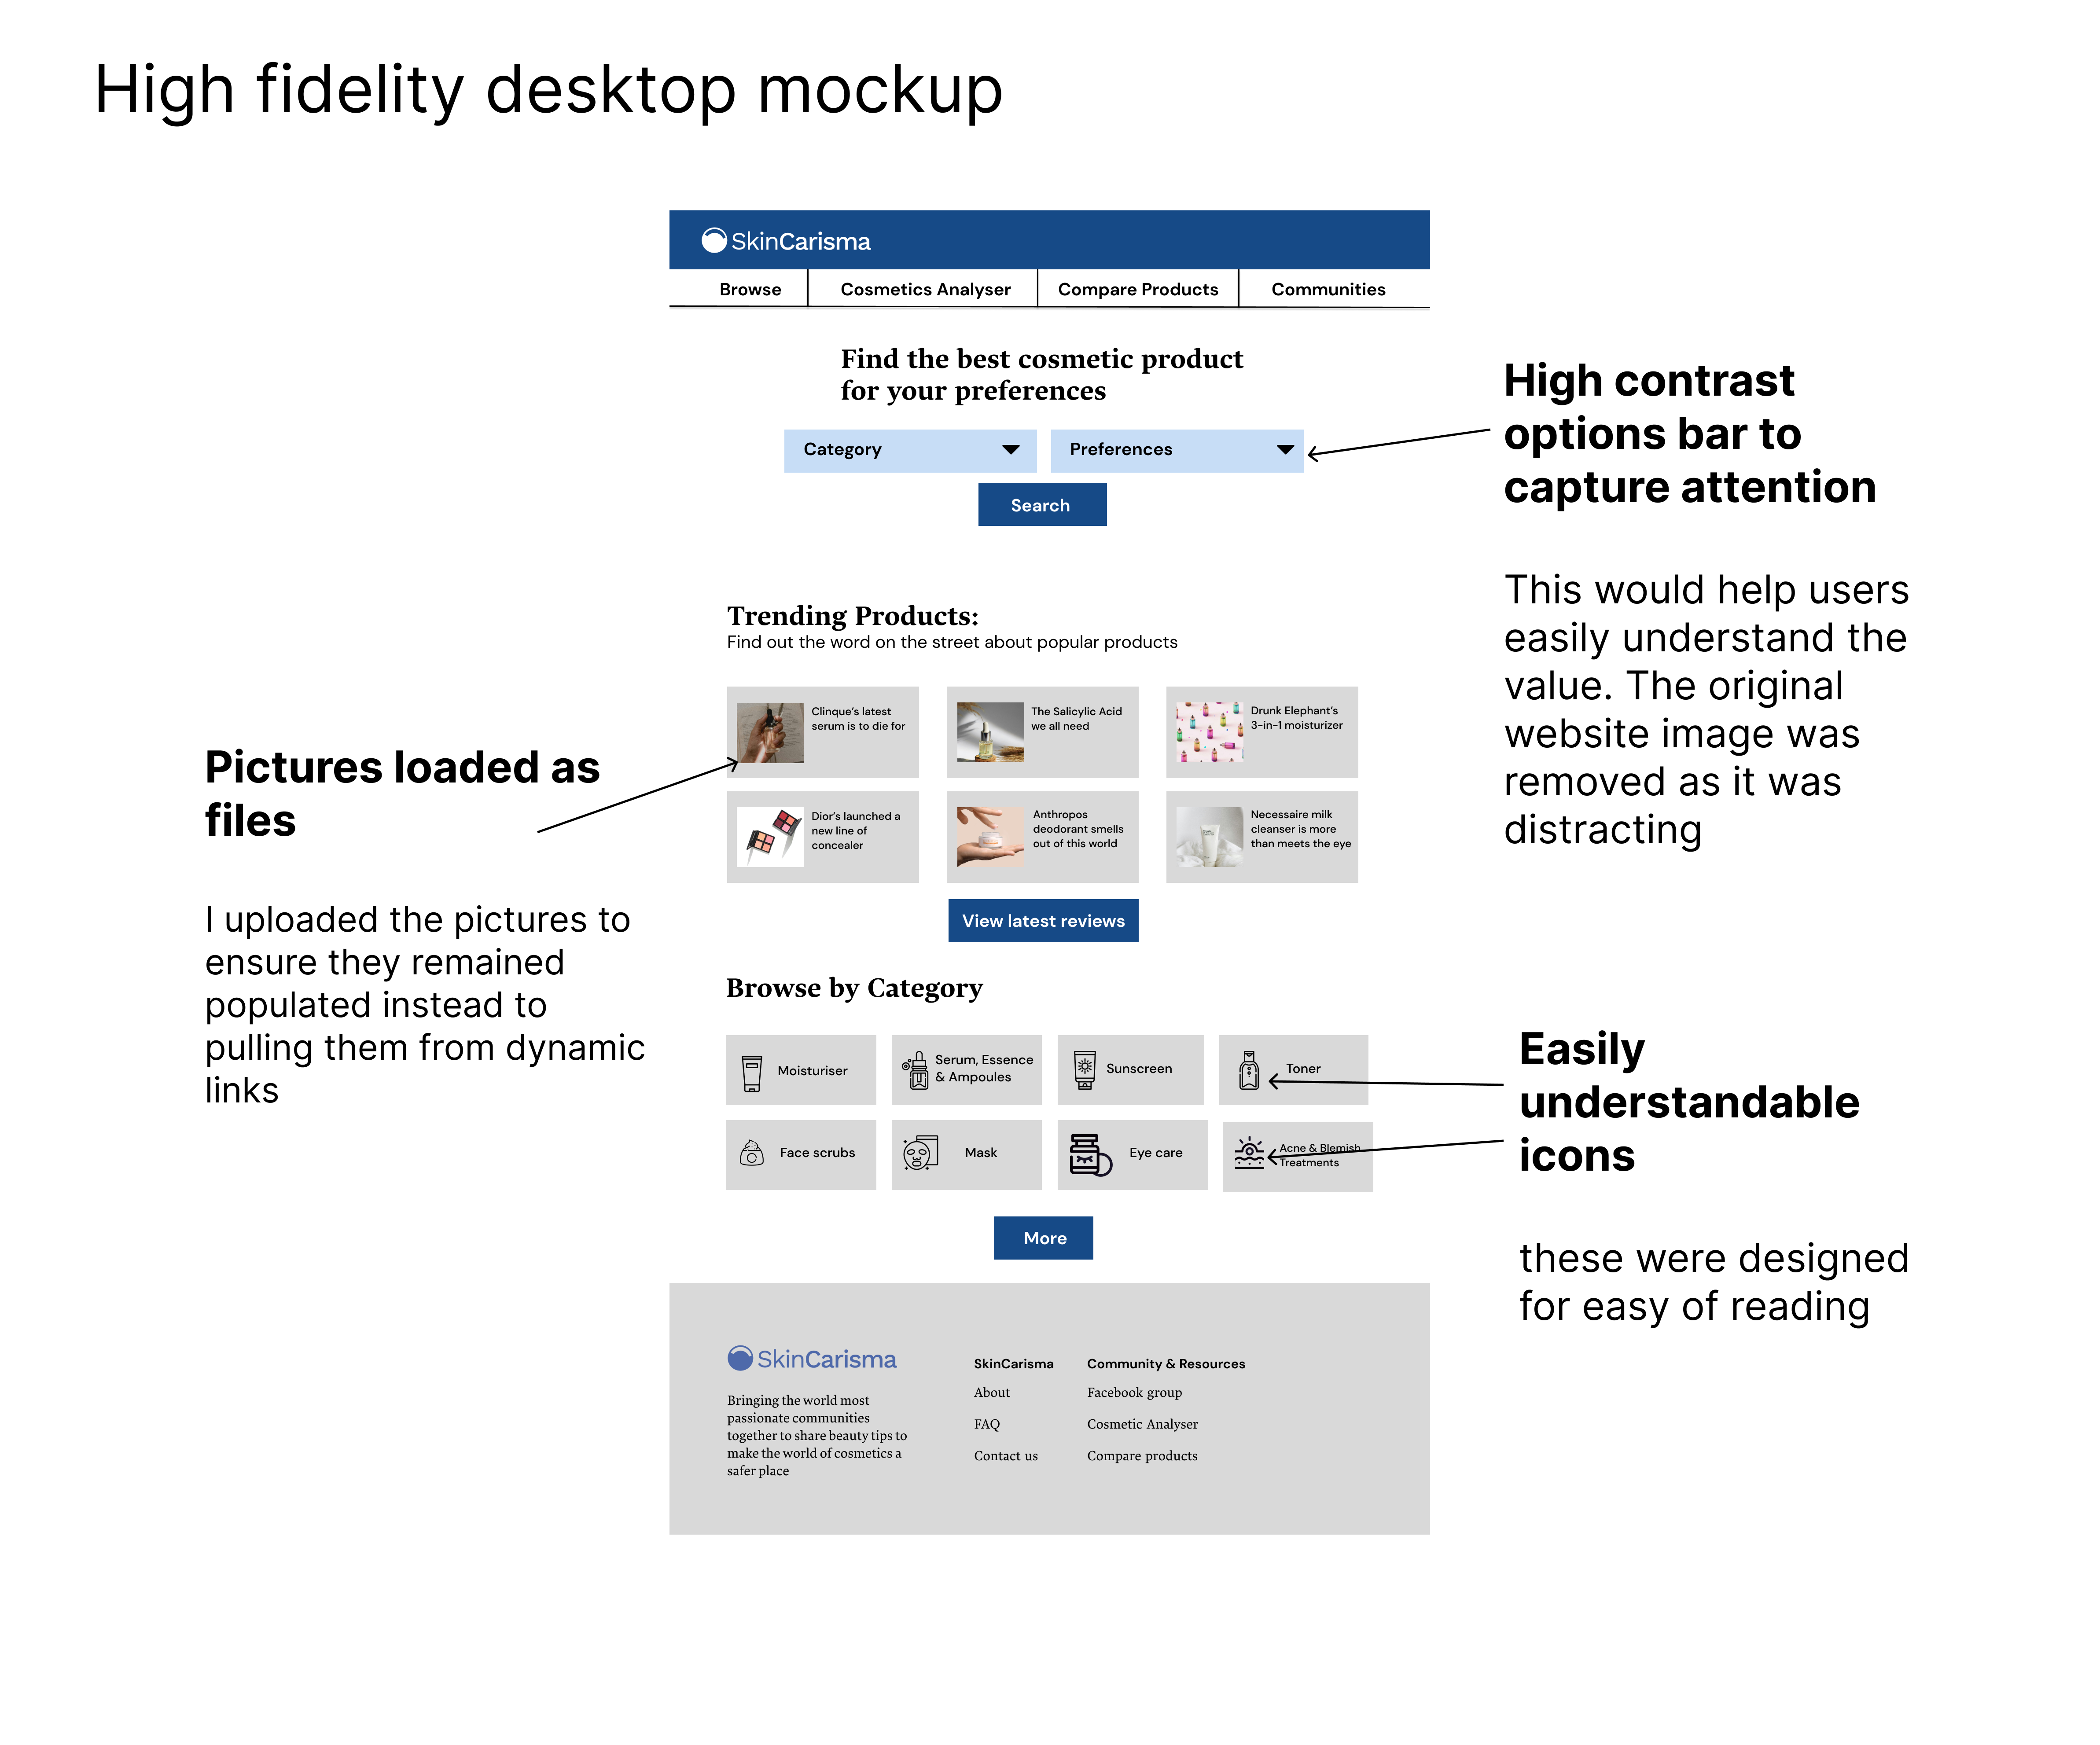 High fidelity desktop mockup
SkinCarisma
Browse
Cosmetics Analyser
Compare Products
Communities
Find the best cosmetic product
for your preferences
Category
Preferences
Search
High contrast
options bar to
capture attention
This would help users
easily understand the
value. The original
website image was
removed as it was
distracting
Trending Products:
Find out the word on the street about popular products
Clinque's latest
serum is to die for
The Salicylic Acid
we all need
Drunk Elephant's
3-in-1 moisturizer
Dior's launched a
new line of
concealer
Anthropos
deodorant smells
out of this world
Necessaire milk
cleanser is more
than meets the eye
Pictures loaded as
files
I uploaded the pictures to
ensure they remained
populated instead to
pulling them from dynamic
links
View latest reviews
Browse by Category
Moisturiser
Serum, Essence
& Ampoules
Sunscreen
Toner
Face scrubs
Mask
Eye care
Acne & Blemish
Treatments
Easily
understandable
icons
these were designed
for easy of reading
More
SkinCarisma
Bringing the world most
passionate communities
together to share beauty tips to
make the world of cosmetics a
safer place
SkinCarisma
About
FAQ
Contact us
Community & Resources
Facebook group
Cosmetic Analyser
Compare products